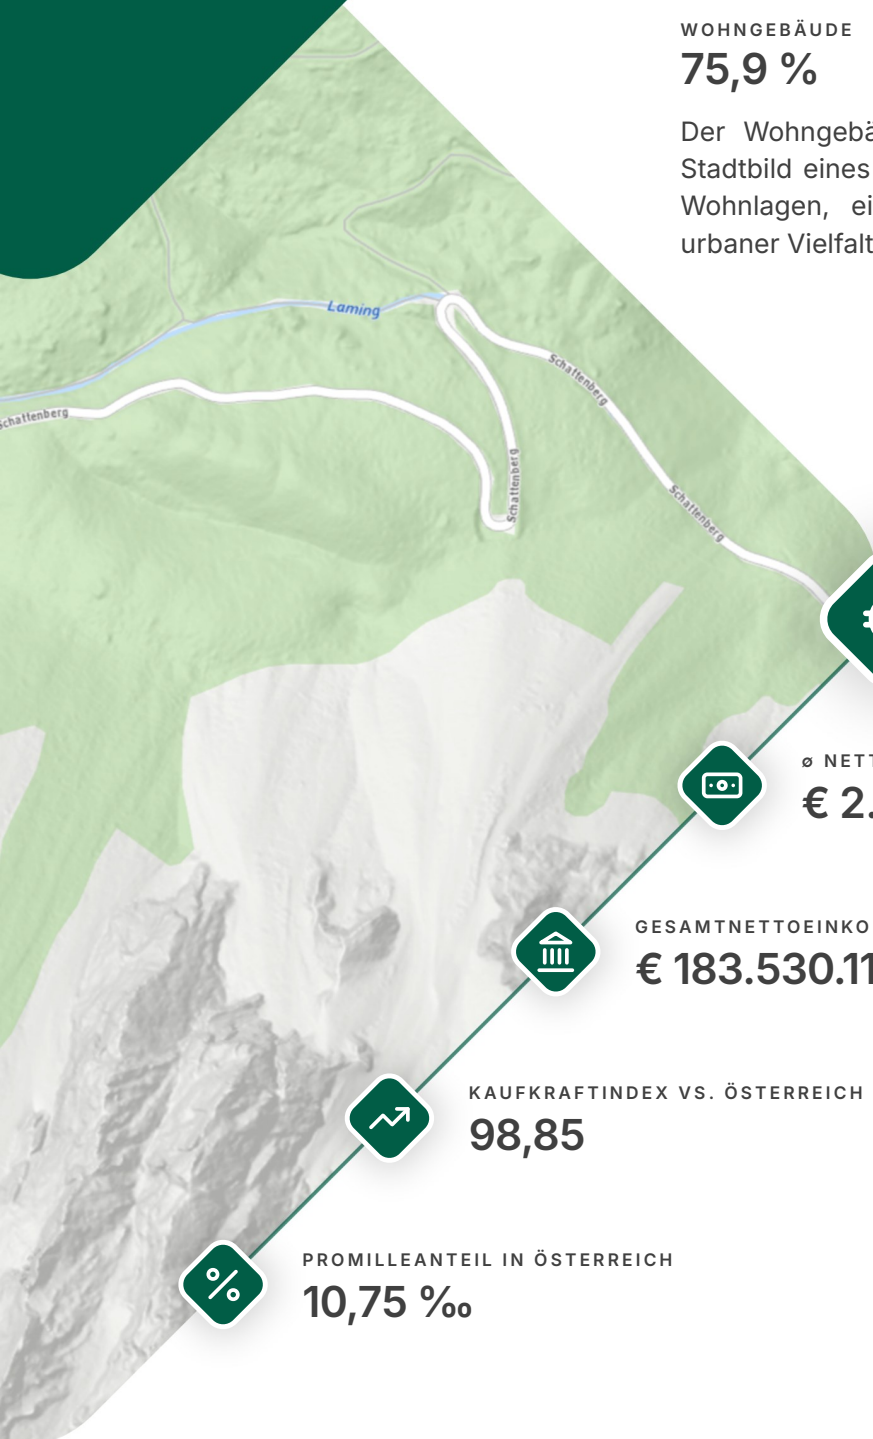 WOHNGEBÄUDE
75,9 %
Der Wohngebä
Stadtbild eines
Wohnlagen, ei
urbaner Vielfalt
Laming
Schattenberg
Schattenberg
Schattenberg
Schattenberg
ø NETT
€ 2.
GESAMTNETTOEINKO
€ 183.530.11
KAUFKRAFTINDEX VS. ÖSTERREICH
98,85
PROMILLEANTEIL IN ÖSTERREICH
10,75 ‰